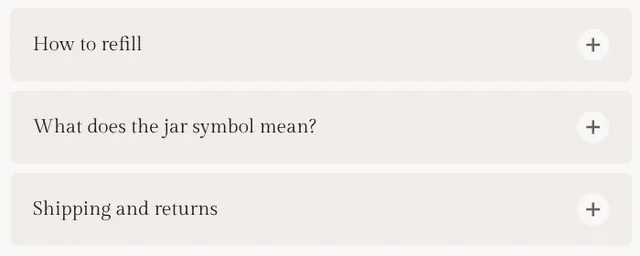 How to refill
What does the jar symbol mean?
Shipping and returns